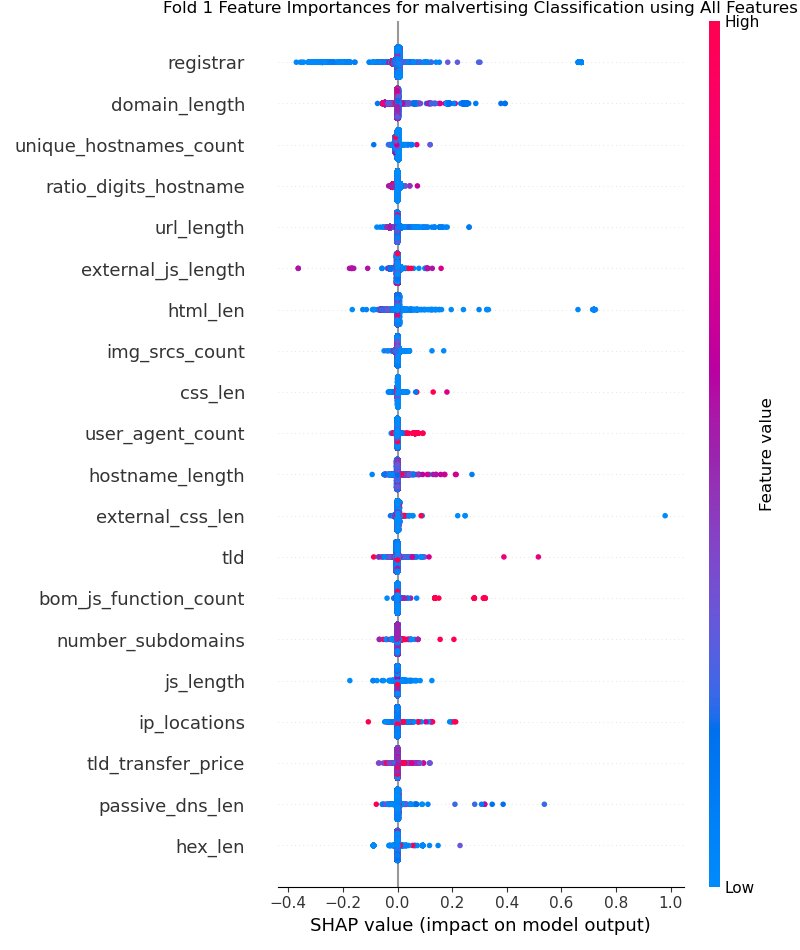 Fold 1 Feature Importances for malvertising Classification using All Features
High
registrar
domain_length
unique_hostnames_count
ratio_digits_hostname
url_length
external_js_length
html_len
img_srcs_count
css_len
user_agent_count
hostname_length
external_css_len
tld
bom_js_function_count
number_subdomains
js_length
ip_locations
tld_transfer_price
passive_dns_len
hex_len
Feature value
Low
−0.4 −0.2 0.0 0.2 0.4 0.6 0.8 1.0
SHAP value (impact on model output)